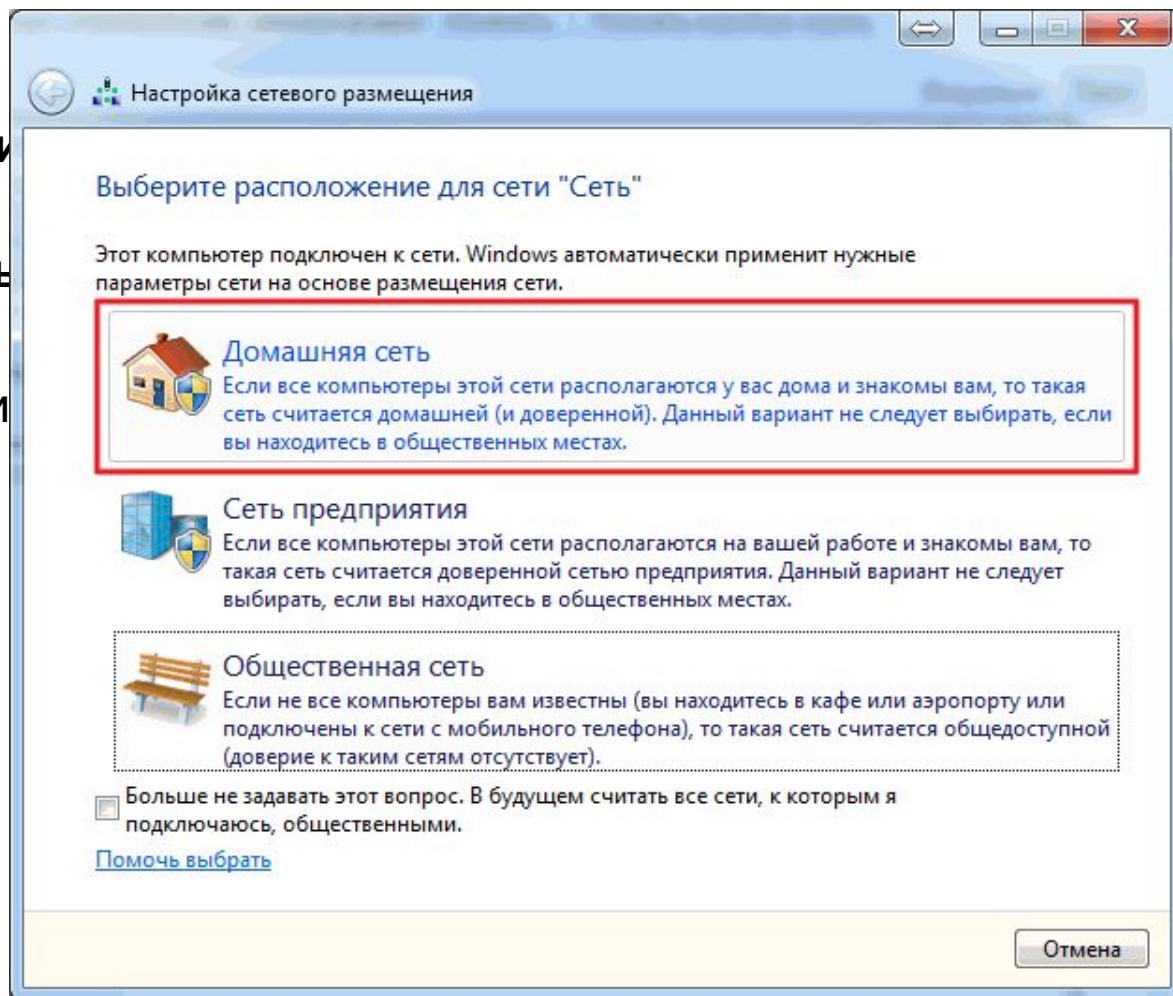 Настройка сетевого размещения
Выберите расположение для сети "Сеть"
Этот компьютер подключен к сети. Windows автоматически применит нужные
параметры сети на основе размещения сети.
Домашняя сеть
Если все компьютеры этой сети располагаются у вас дома и знакомы вам, то такая
сеть считается домашней (и доверенной). Данный вариант не следует выбирать, если
вы находитесь в общественных местах.
Сеть предприятия
Если все компьютеры этой сети располагаются на вашей работе и знакомы вам, то
такая сеть считается доверенной сетью предприятия. Данный вариант не следует
выбирать, если вы находитесь в общественных местах.
Общественная сеть
Если не все компьютеры вам известны (вы находитесь в кафе или аэропорту или
подключены к сети с мобильного телефона), то такая сеть считается общедоступной
(доверие к таким сетям отсутствует).
Больше не задавать этот вопрос. В будущем считать все сети, к которым я
подключаюсь, общественными.
Помочь выбрать
Отмена